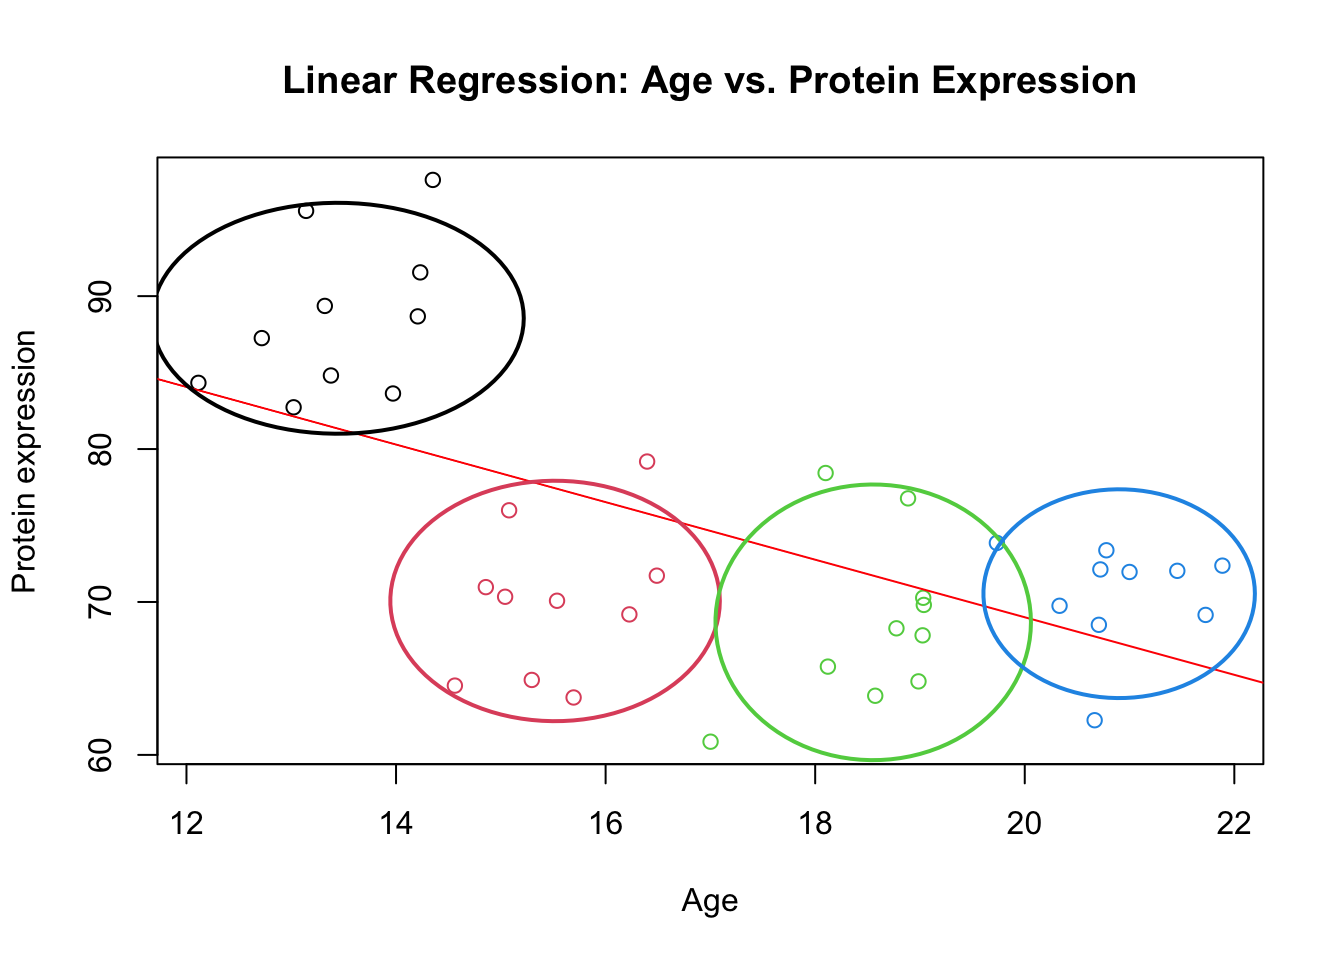 Linear Regression: Age vs. Protein Expression
Protein expression
90
80
70
60
12 14 16 18 20 22
Age